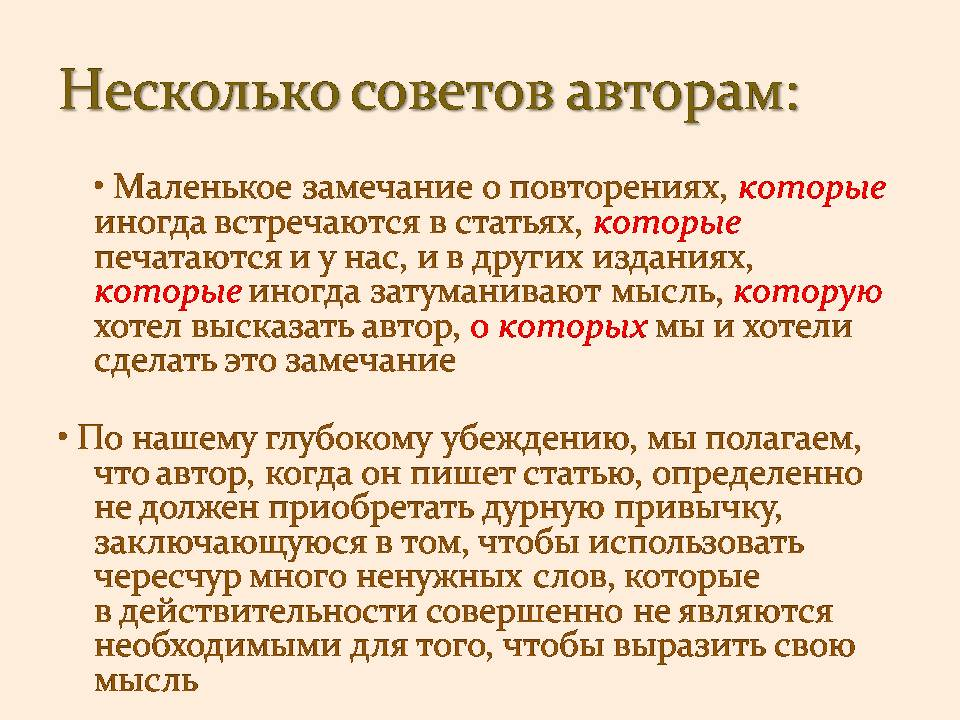 Несколько советов авторам:
• Маленькое замечание о повторениях, которые
иногда встречаются в статьях, которые
печатаются и у нас, и в других изданиях,
которые иногда затуманивают мысль, которую
хотел высказать автор, о которых мы и хотели
сделать это замечание
• По нашему глубокому убеждению, мы полагаем,
что автор, когда он пишет статью, определенно
не должен приобретать дурную привычку,
заключающуюся в том, чтобы использовать
чересчур много ненужных слов, которые
в действительности совершенно не являются
необходимыми для того, чтобы выразить свою
мысль